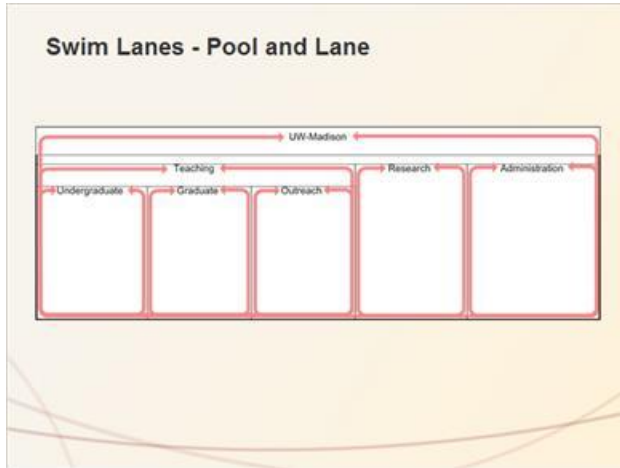 Swim Lanes - Pool and Lane
UW-Madison
Teaching
Research
Administration
Undergraduate
Graduate
Outreach